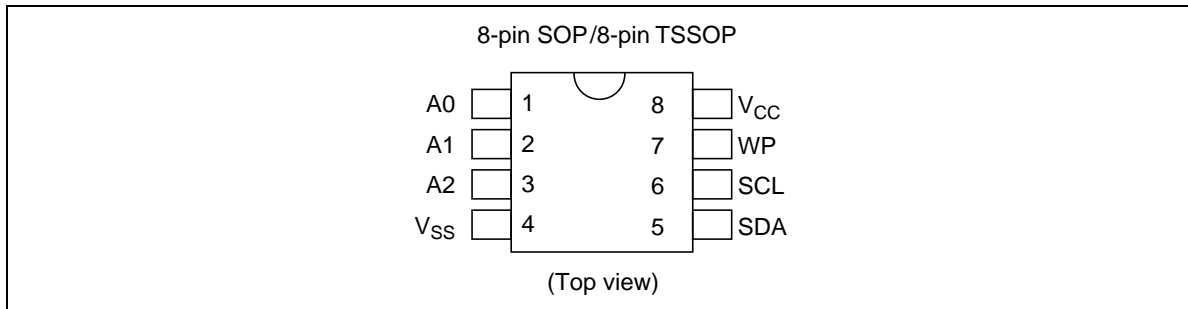 8-pin SOP/8-pin TSSOP
A0 1 8 VCC
A1 2 7 WP
A2 3 6 SCL
VSS 4 5 SDA
(Top view)